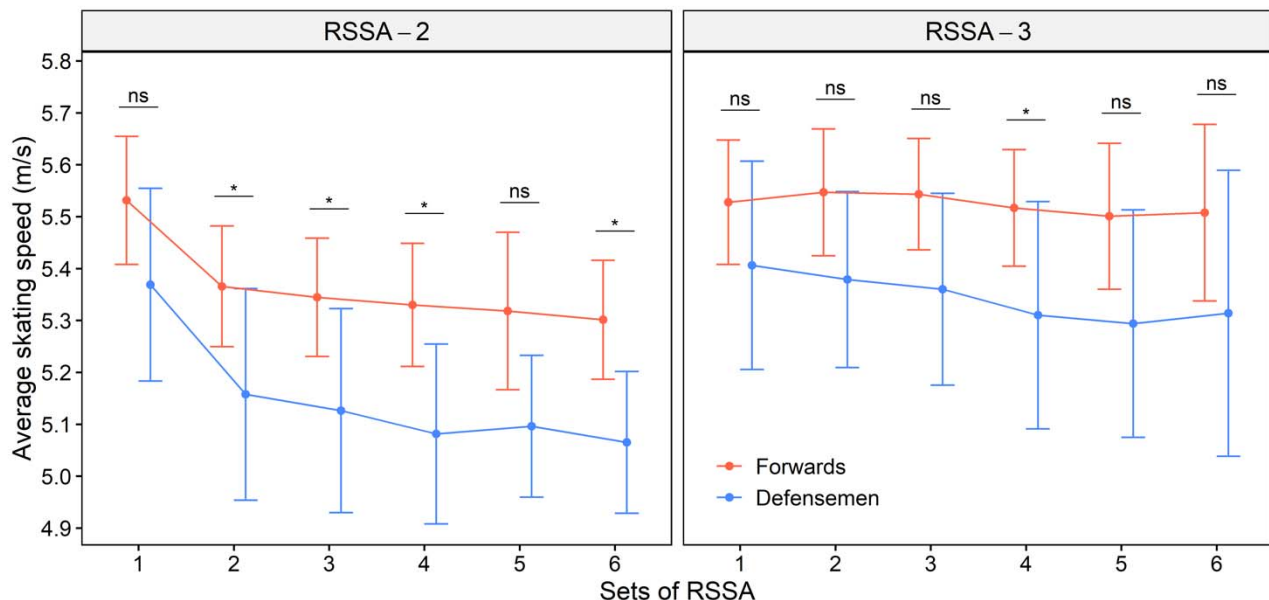 RSSA – 2
RSSA – 3
Average skating speed (m/s)
5.8
5.7
5.6
5.5
5.4
5.3
5.2
5.1
5.0
4.9
ns
*
*
*
ns
*
ns
ns
ns
*
ns
ns
Forwards
Defensemen
1 2 3 4 5 6
1 2 3 4 5 6
Sets of RSSA